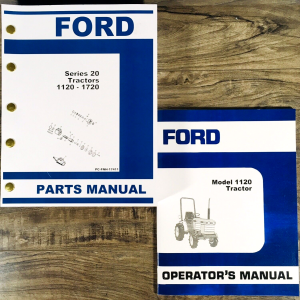 FORD
Series 20
Tractors
1120 - 1720
PARTS MANUAL
FORD
Model 1120
Tractor
OPERATOR'S MANUAL